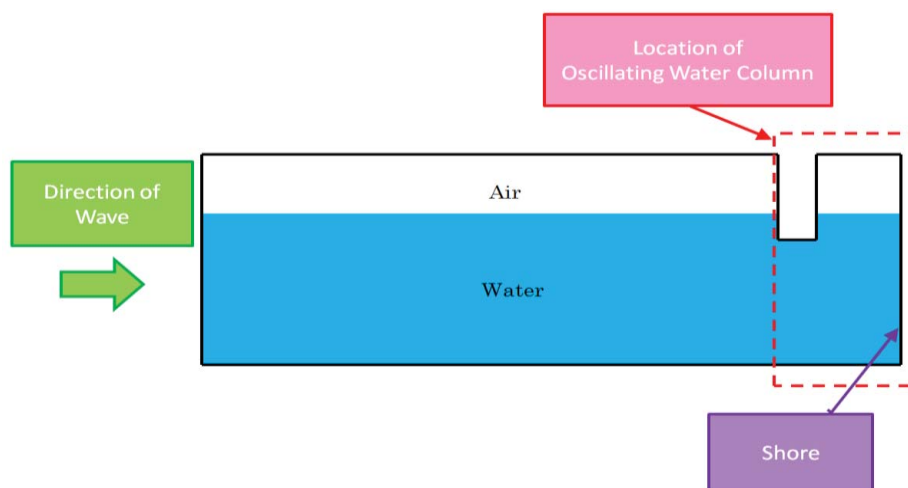 Location of
Oscillating Water Column
Direction of
Wave
Air
Water
Shore